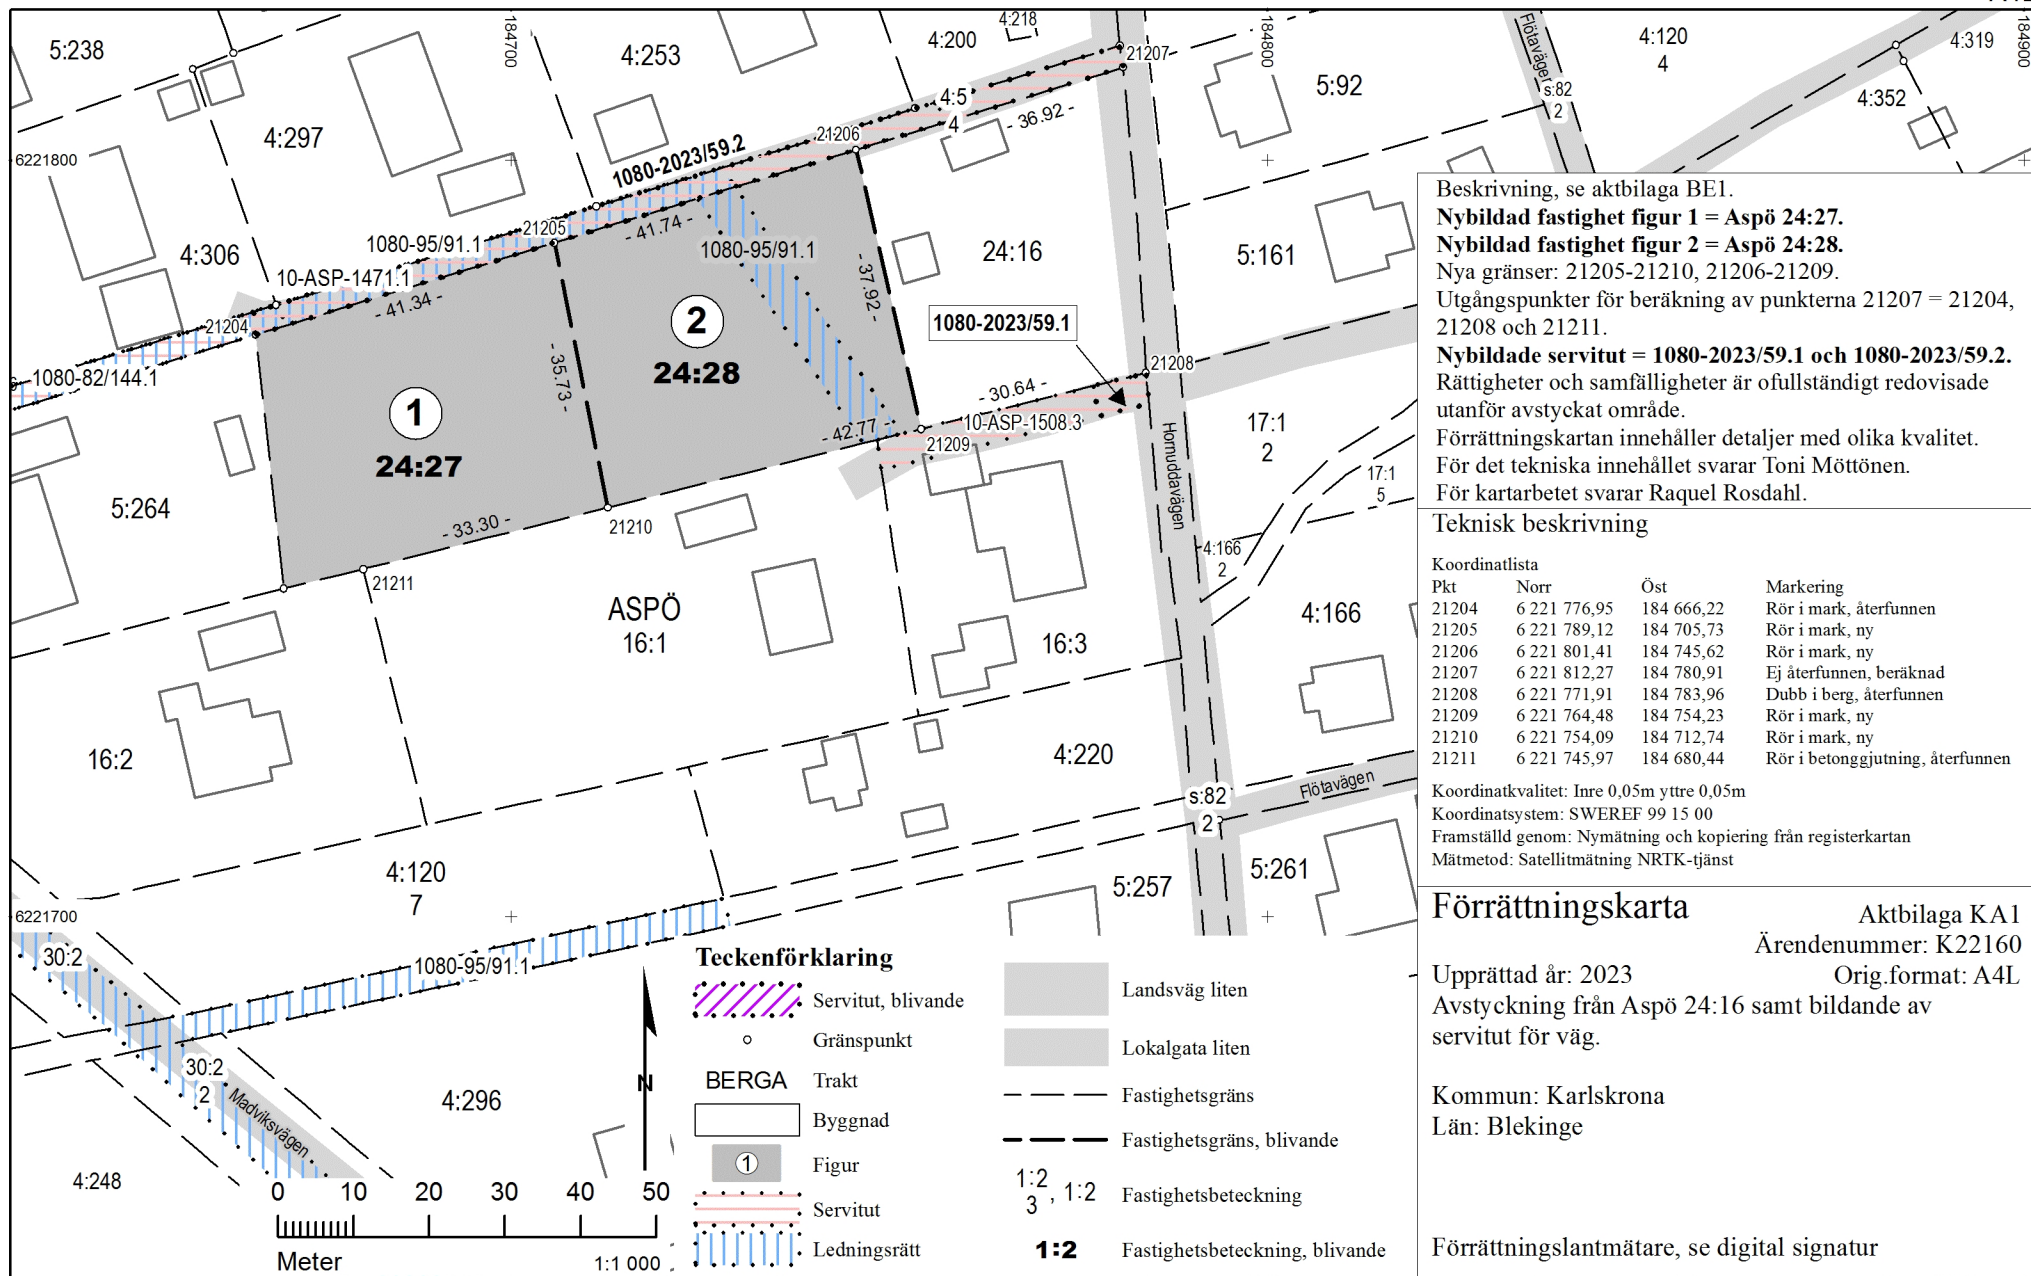 5:238
184700
4:253
4:218
4:200
21207
184800
Flötavägen
4:120
4
4:319
184900
4:297
4:5
4
- 36.92 -
5:92
s:82
2
4:352
6221800
21206
1080-2023/59.2
4:306
1080-95/91.1
21205
- 41.74 -
1080-95/91.1
24:16
5:161
10-ASP-1471.1
- 41.34 -
- 37.92 -
21204
2
24:28
1080-2023/59.1
1080-82/144.1
- 35.73 -
21208
- 30.64 -
1
24:27
- 42.77 -
10-ASP-1508.3
21209
17:1
2
17:1
5
Hornuddavägen
5:264
- 33.30 -
21210
4:166
2
21211
ASPÖ
16:1
16:3
4:166
16:2
4:220
Flötavägen
s:82
2
4:120
7
5:257
5:261
6221700
30:2
1080-95/91.1
30:2
2
Madviksvägen
4:296
4:248
0 10 20 30 40 50
Meter
1:1 000
N
Teckenförklaring
Servitut, blivande
Gränspunkt
BERGA Trakt
Byggnad
1 Figur
Servitut
Ledningsrätt
Landsväg liten
Lokalgata liten
Fastighetsgräns
Fastighetsgräns, blivande
1:2
3 , 1:2 Fastighetsbeteckning
1:2 Fastighetsbeteckning, blivande
Beskrivning, se aktbilaga BE1.
Nybildad fastighet figur 1 = Aspö 24:27.
Nybildad fastighet figur 2 = Aspö 24:28.
Nya gränser: 21205-21210, 21206-21209.
Utgångspunkter för beräkning av punkterna 21207 = 21204,
21208 och 21211.
Nybildade servitut = 1080-2023/59.1 och 1080-2023/59.2.
Rättigheter och samfälligheter är ofullständigt redovisade
utanför avstyckat område.
Förrättningskartan innehåller detaljer med olika kvalitet.
För det tekniska innehållet svarar Toni Möttönen.
För kartarbetet svarar Raquel Rosdahl.
Teknisk beskrivning
Koordinatlista
Pkt Norr Öst Markering
21204 6 221 776,95 184 666,22 Rör i mark, återfunnen
21205 6 221 789,12 184 705,73 Rör i mark, ny
21206 6 221 801,41 184 745,62 Rör i mark, ny
21207 6 221 812,27 184 780,91 Ej återfunnen, beräknad
21208 6 221 771,91 184 783,96 Dubb i berg, återfunnen
21209 6 221 764,48 184 754,23 Rör i mark, ny
21210 6 221 754,09 184 712,74 Rör i mark, ny
21211 6 221 745,97 184 680,44 Rör i betonggjutning, återfunnen
Koordinatkvalitet: Inre 0,05m yttre 0,05m
Koordinatsystem: SWEREF 99 15 00
Framställd genom: Nymätning och kopiering från registerkartan
Mätmetod: Satellitmätning NRTK-tjänst
Förrättningskarta
Aktbilaga KA1
Ärendenummer: K22160
Upprättad år: 2023 Orig.format: A4L
Avstyckning från Aspö 24:16 samt bildande av
servitut för väg.
Kommun: Karlskrona
Län: Blekinge
Förrättningslantmätare, se digital signatur